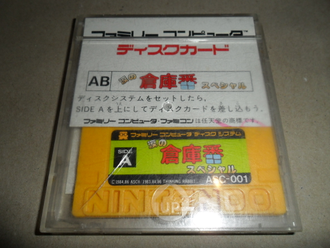 ファミリー コンピュータ
ディスクカード
AB
涙の倉庫番
スペシャル
ディスクシステムをセットしたら、
SIDE Aを上にしてディスクカードを差し込もう。
ファミリーコンピュータ・ファミコンは任天堂の商標です。
ファミリー コンピュータ ディスク システム
SIDE
A
涙の倉庫番
スペシャル
ASC-001
NINTENDO